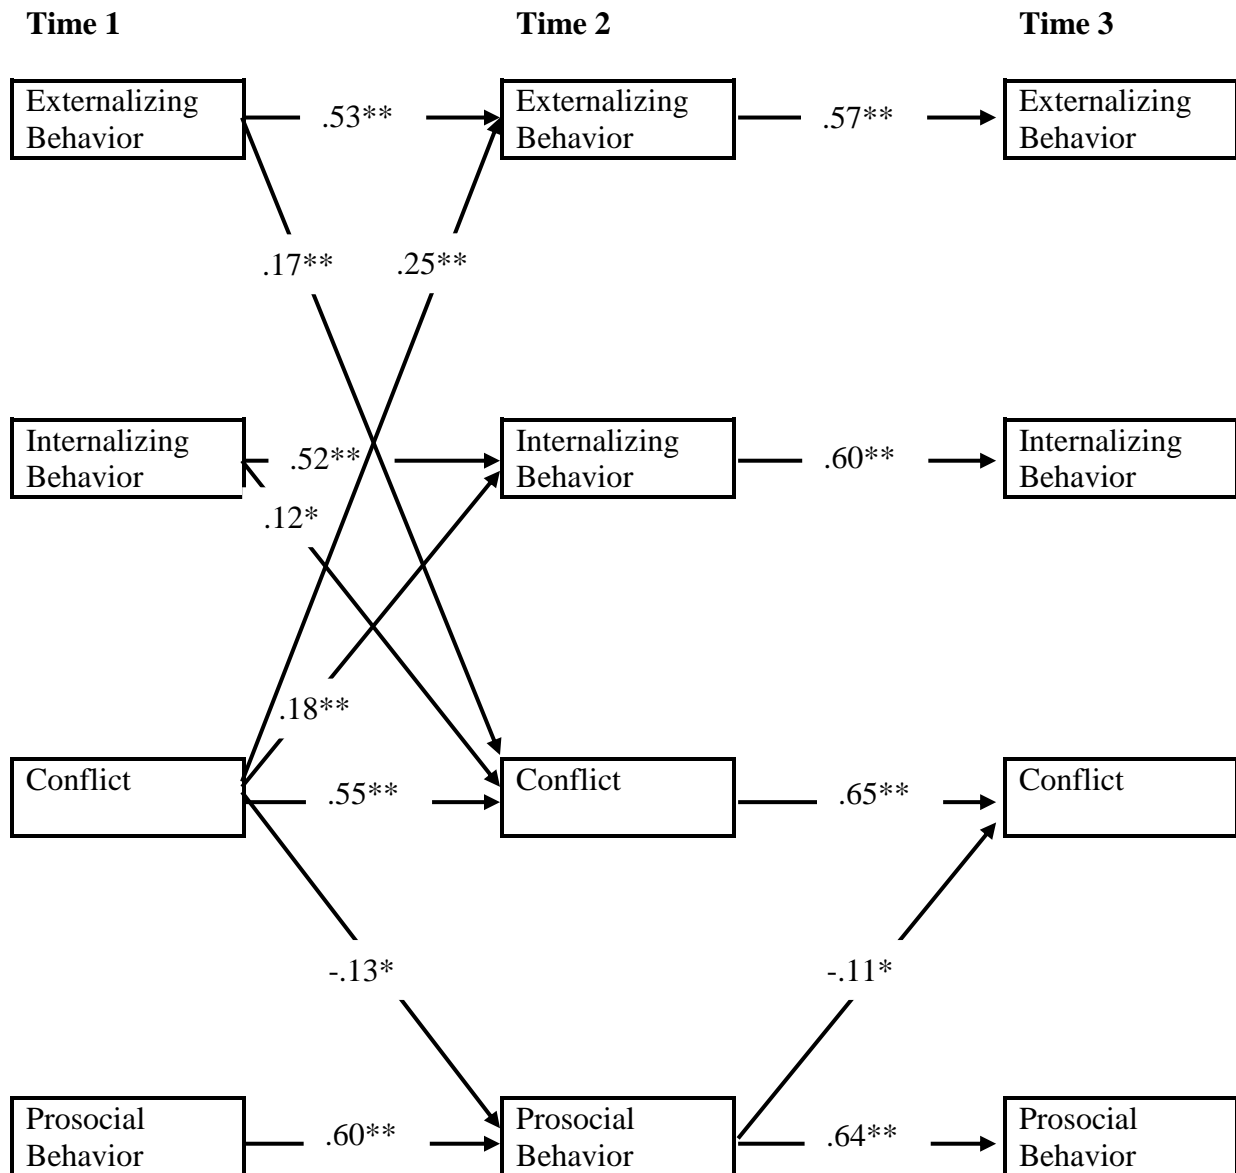 Time 1 Time 2 Time 3
Externalizing
Behavior
.53**
Externalizing
Behavior
.57**
Externalizing
Behavior
.17**
.25**
Internalizing
Behavior
.52**
Internalizing
Behavior
.60**
Internalizing
Behavior
.12*
.18**
Conflict
.55**
Conflict
.65**
Conflict
-.13*
-.11*
Prosocial
Behavior
.60**
Prosocial
Behavior
.64**
Prosocial
Behavior